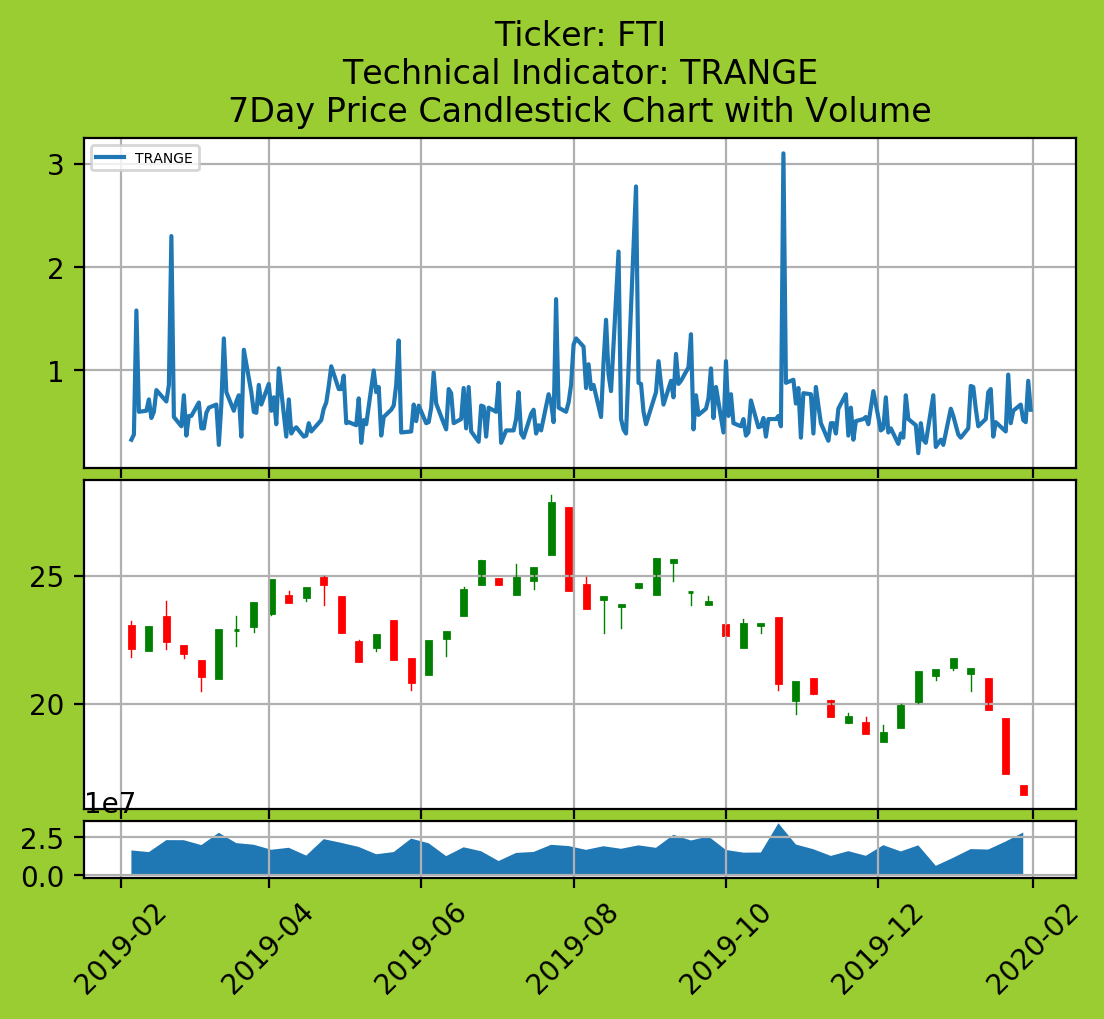 Ticker: FTI
Technical Indicator: TRANGE
7Day Price Candlestick Chart with Volume
3
TRANGE
2
1
25
20
1e7
2.5
0.0
2019-02
2019-04
2019-06
2019-08
2019-10
2019-12
2020-02